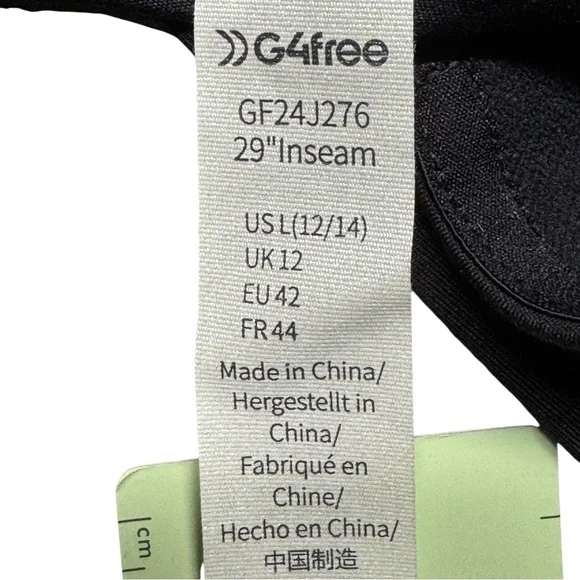 G4free
GF24J276
29"Inseam
US L(12/14)
UK 12
EU 42
FR 44
Made in China/
Hergestellt in
China/
Fabriqué en
Chine/
Hecho en China/
中国制造
cm